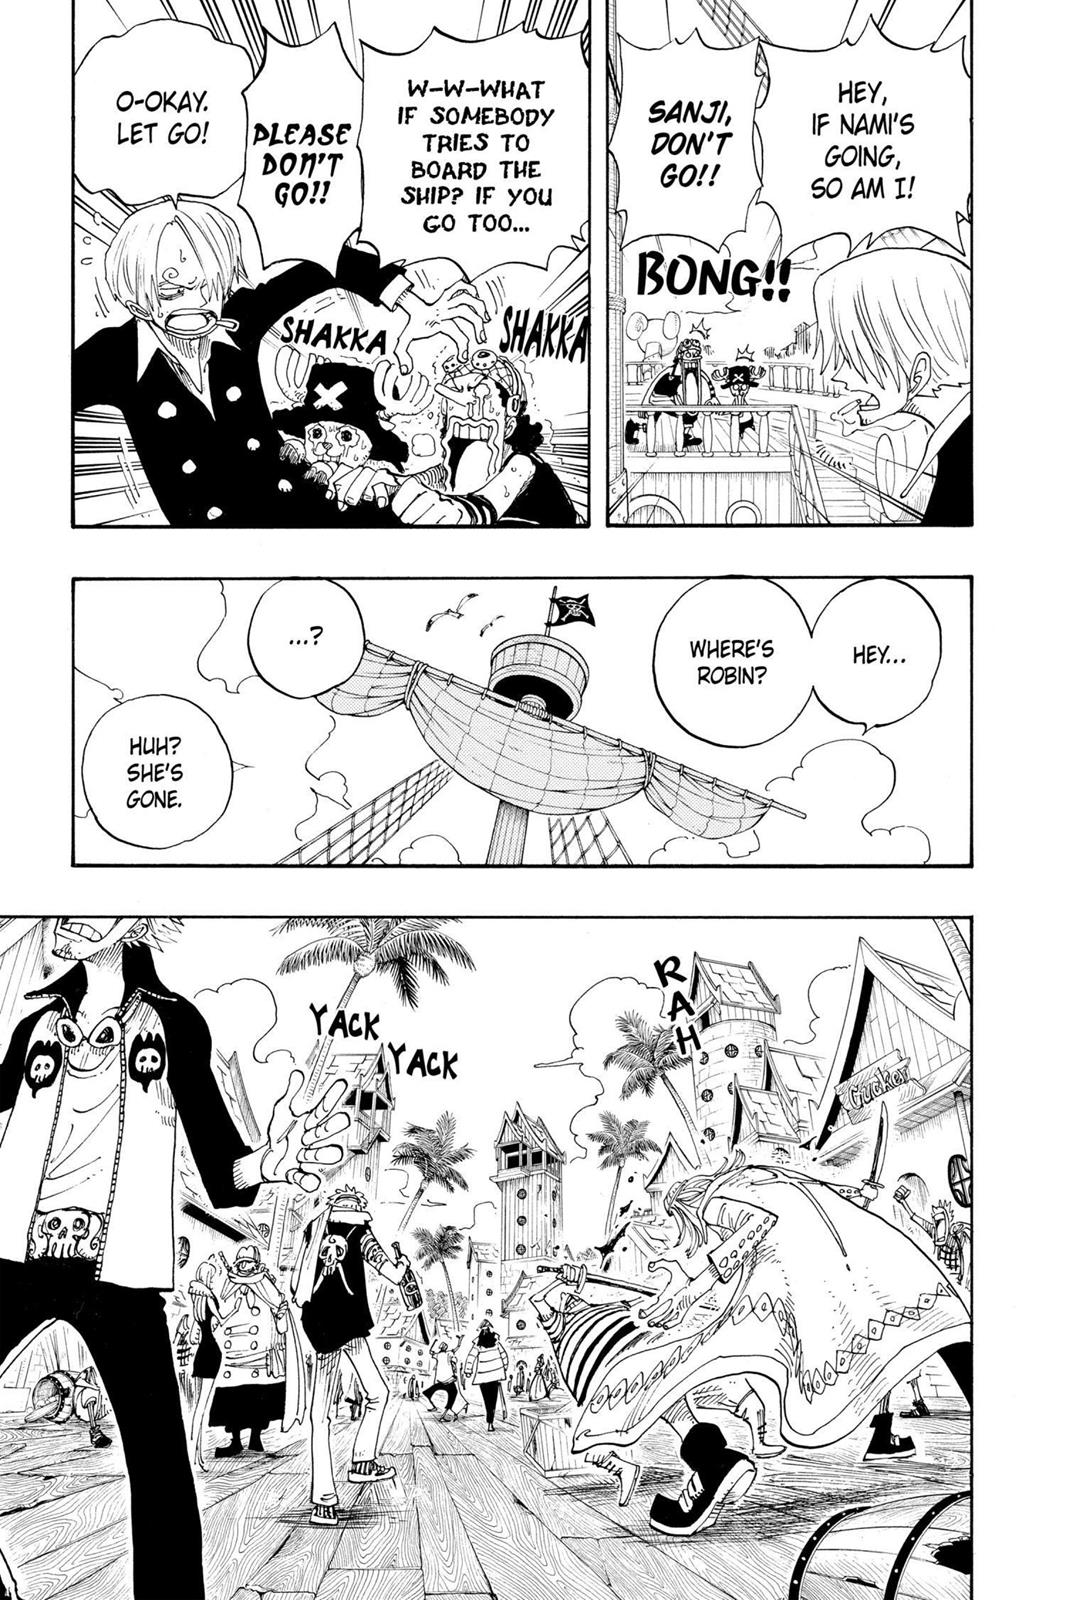 HEY,
IF NAMI'S
GOING,
SO AM I!
SANJI,
DON'T
GO!!
BONG!!
W-W-WHAT
IF SOMEBODY
TRIES TO
BOARD THE
SHIP? IF YOU
GO TOO...
PLEASE
DON'T
GO!!
O-OKAY.
LET GO!
SHAKKA
SHAKKA
HEY...
WHERE'S
ROBIN?
...?
HUH?
SHE'S
GONE.
RAH
YACK
YACK
Gucker